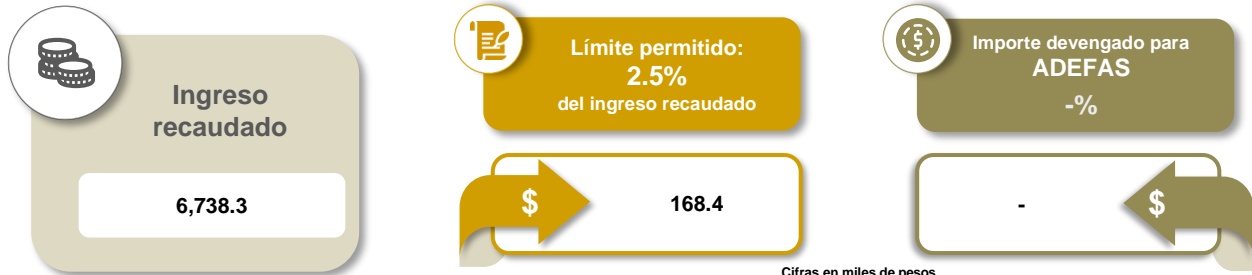 Ingreso
recaudado
6,738.3
Límite permitido:
2.5%
del ingreso recaudado
$
168.4
Importe devengado para
ADEFAS
-%
-
$
Cifras en miles de pesos